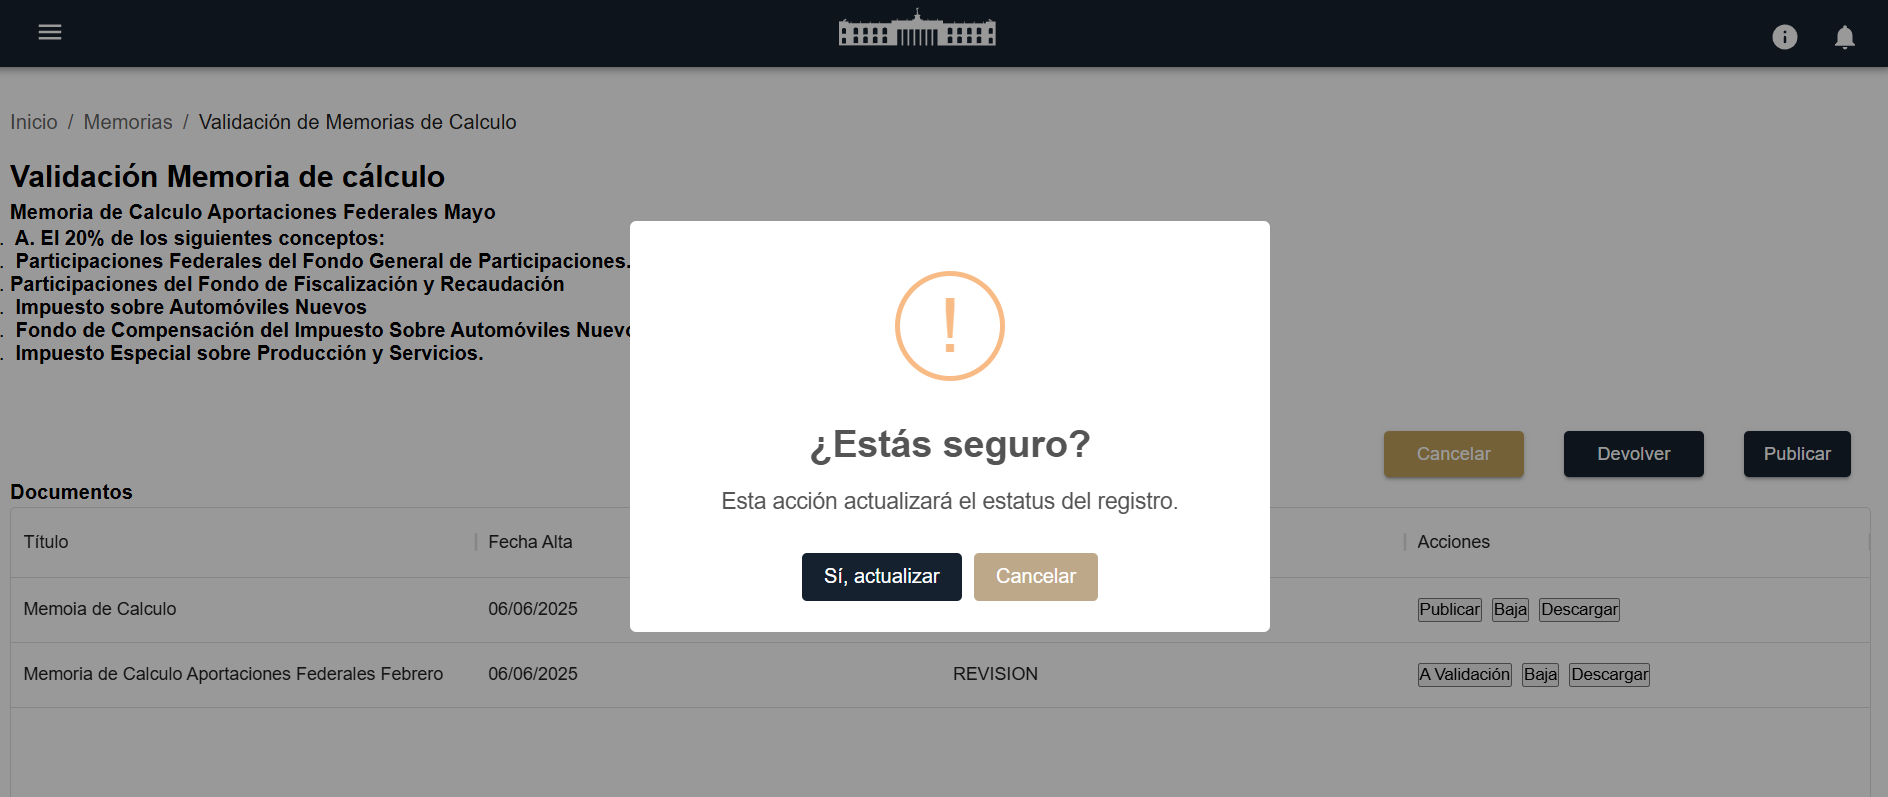 Inicio / Memorias / Validación de Memorias de Calculo
Validación Memoria de cálculo
Memoria de Calculo Aportaciones Federales Mayo
. A. El 20% de los siguientes conceptos:
. Participaciones Federales del Fondo General de Participaciones.
. Participaciones del Fondo de Fiscalización y Recaudación
. Impuesto sobre Automóviles Nuevos
. Fondo de Compensación del Impuesto Sobre Automóviles Nuevo
. Impuesto Especial sobre Producción y Servicios.
¿Estás seguro?
Esta acción actualizará el estatus del registro.
Sí, actualizar Cancelar
Cancelar Devolver Publicar
Documentos
Título Fecha Alta Acciones
Memoia de Calculo 06/06/2025 Publicar Baja Descargar
Memoria de Calculo Aportaciones Federales Febrero 06/06/2025 REVISION A Validación Baja Descargar